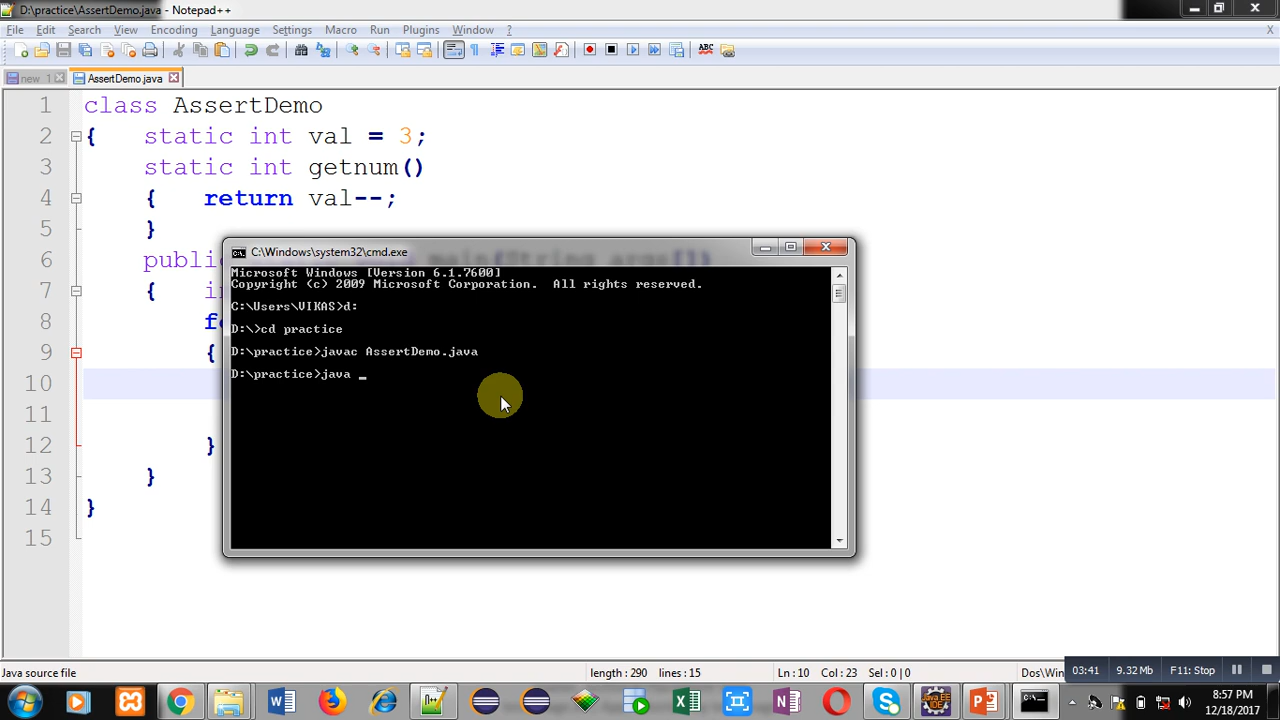 D:\practice\AssertDemo.java - Notepad++
File Edit Search View Encoding Language Settings Macro Run Plugins Window ? X
new 1 AssertDemo.java
1 class AssertDemo
2 { static int val = 3;
3 static int getnum()
4 { return val--;
5 }
6 publi main(String args[])
7 { i
8 fo
9 {
10
11
12 }
13 }
14 }
15
C:\Windows\system32\cmd.exe
Microsoft Windows [Version 6.1.7600]
Copyright (c) 2009 Microsoft Corporation. All rights reserved.
C:\Users\VIKAS>d:
D:\>cd practice
D:\practice>javac AssertDemo.java
D:\practice>java _
Java source file length : 290 lines : 15 Ln : 10 Col : 23 Sel : 0 | 0 Dos\Win
03:41 9.32 Mb F11: Stop
8:57 PM
12/18/2017